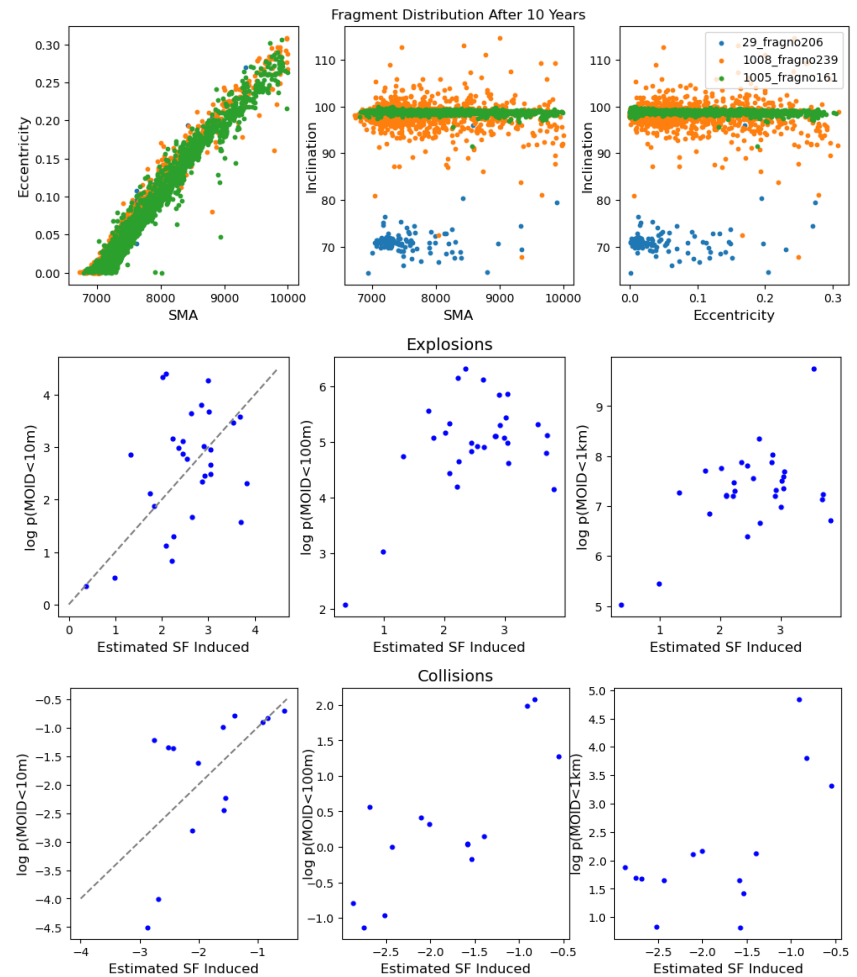 Fragment Distribution After 10 Years
0.30
0.25
0.20
0.15
0.10
0.05
0.00
Eccentricity
7000 8000 9000 10000
SMA
110
100
90
80
70
Inclination
7000 8000 9000 10000
SMA
110
100
90
80
70
Inclination
29_fragno206
1008_fragno239
1005_fragno161
0.0 0.1 0.2 0.3
Eccentricity
Explosions
4
3
2
1
0
log p(MOID<10m)
0 1 2 3 4
Estimated SF Induced
6
5
4
3
2
log p(MOID<100m)
1 2 3
Estimated SF Induced
9
8
7
6
5
log p(MOID<1km)
1 2 3
Estimated SF Induced
Collisions
−0.5
−1.0
−1.5
−2.0
−2.5
−3.0
−3.5
−4.0
−4.5
log p(MOID<10m)
−4 −3 −2 −1
Estimated SF Induced
2.0
1.5
1.0
0.5
0.0
−0.5
−1.0
log p(MOID<100m)
−2.5 −2.0 −1.5 −1.0 −0.5
Estimated SF Induced
5.0
4.5
4.0
3.5
3.0
2.5
2.0
1.5
1.0
log p(MOID<1km)
−2.5 −2.0 −1.5 −1.0 −0.5
Estimated SF Induced